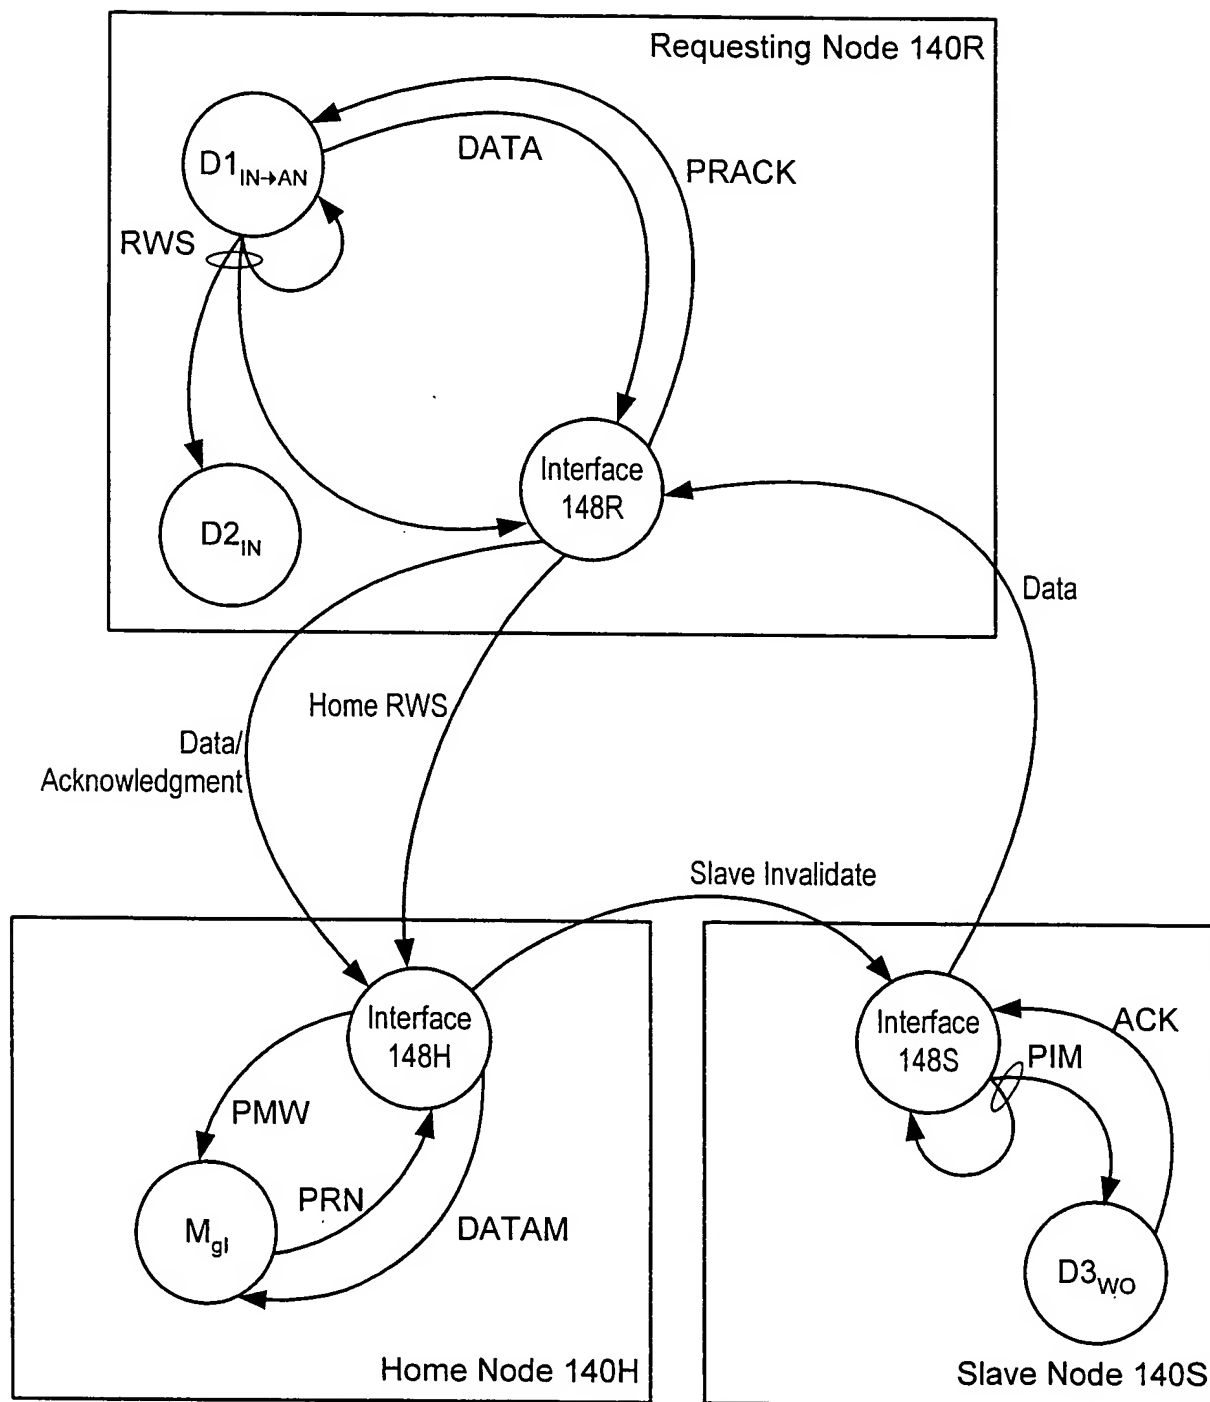 Requesting Node 140R
D1IN→AN
DATA
PRACK
RWS
Interface
148R
D2IN
Data
Home RWS
Data/
Acknowledgment
Slave Invalidate
Interface
148H
Interface
148S
ACK
PIM
PMW
PRN
Mgl
DATAM
D3WO
Home Node 140H
Slave Node 140S